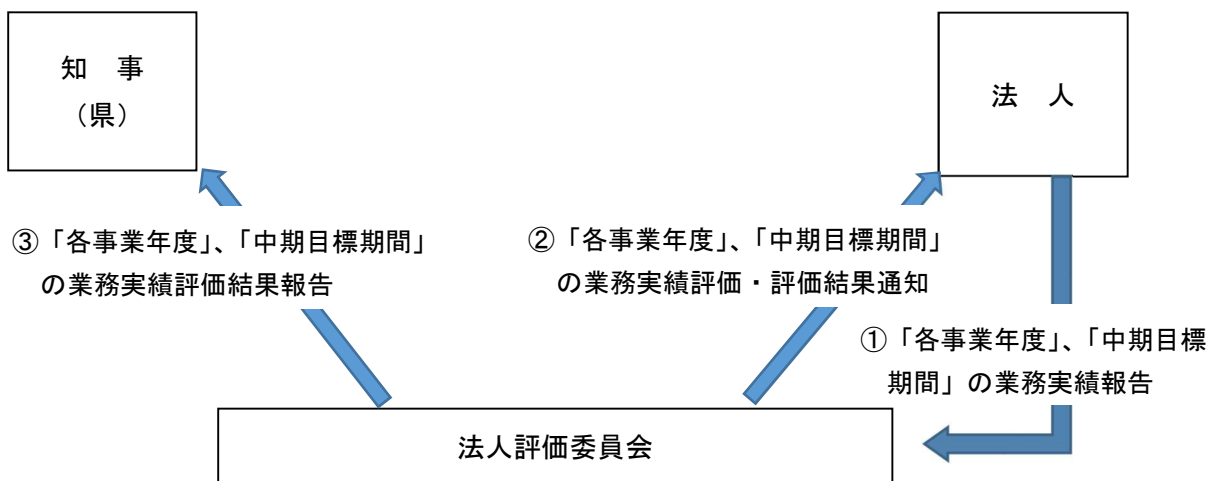 知　事
（県）
法　人
③「各事業年度」、「中期目標期間」
の業務実績評価結果報告
②「各事業年度」、「中期目標期間」
の業務実績評価・評価結果通知
①「各事業年度」、「中期目標
期間」の業務実績報告
法人評価委員会